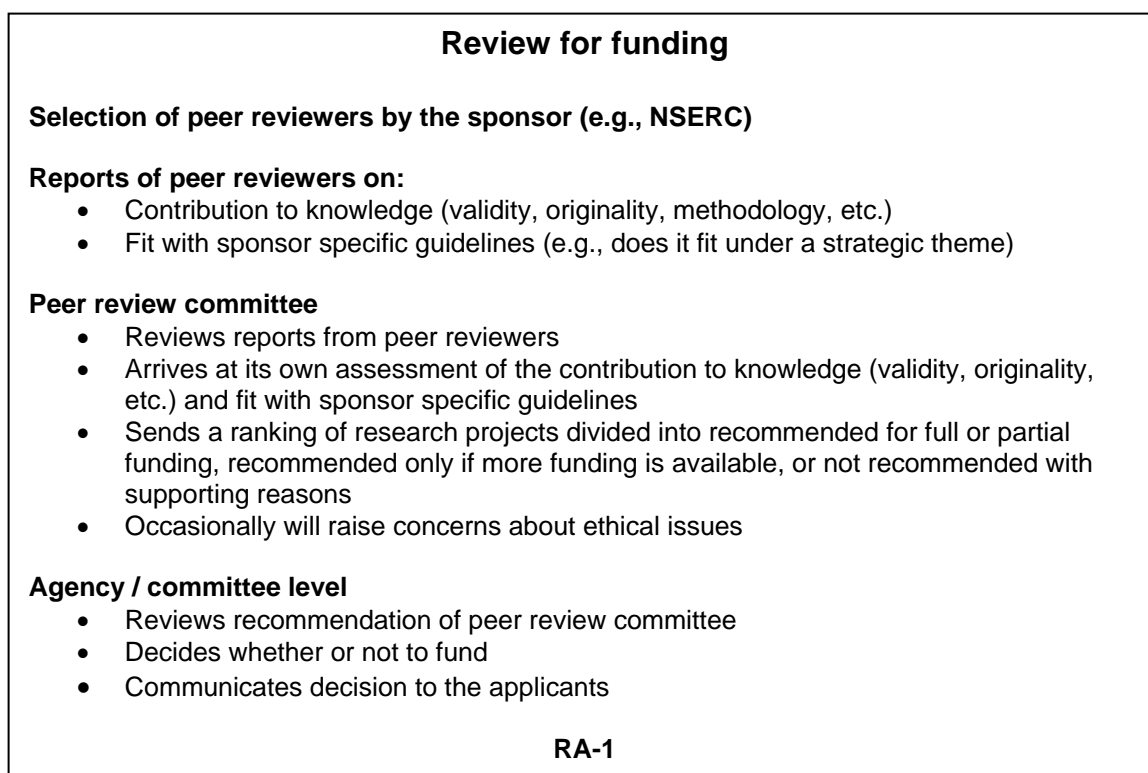 Review for funding
Selection of peer reviewers by the sponsor (e.g., NSERC)
Reports of peer reviewers on:
• Contribution to knowledge (validity, originality, methodology, etc.)
• Fit with sponsor specific guidelines (e.g., does it fit under a strategic theme)
Peer review committee
• Reviews reports from peer reviewers
• Arrives at its own assessment of the contribution to knowledge (validity, originality,
etc.) and fit with sponsor specific guidelines
• Sends a ranking of research projects divided into recommended for full or partial
funding, recommended only if more funding is available, or not recommended with
supporting reasons
• Occasionally will raise concerns about ethical issues
Agency / committee level
• Reviews recommendation of peer review committee
• Decides whether or not to fund
• Communicates decision to the applicants
RA-1